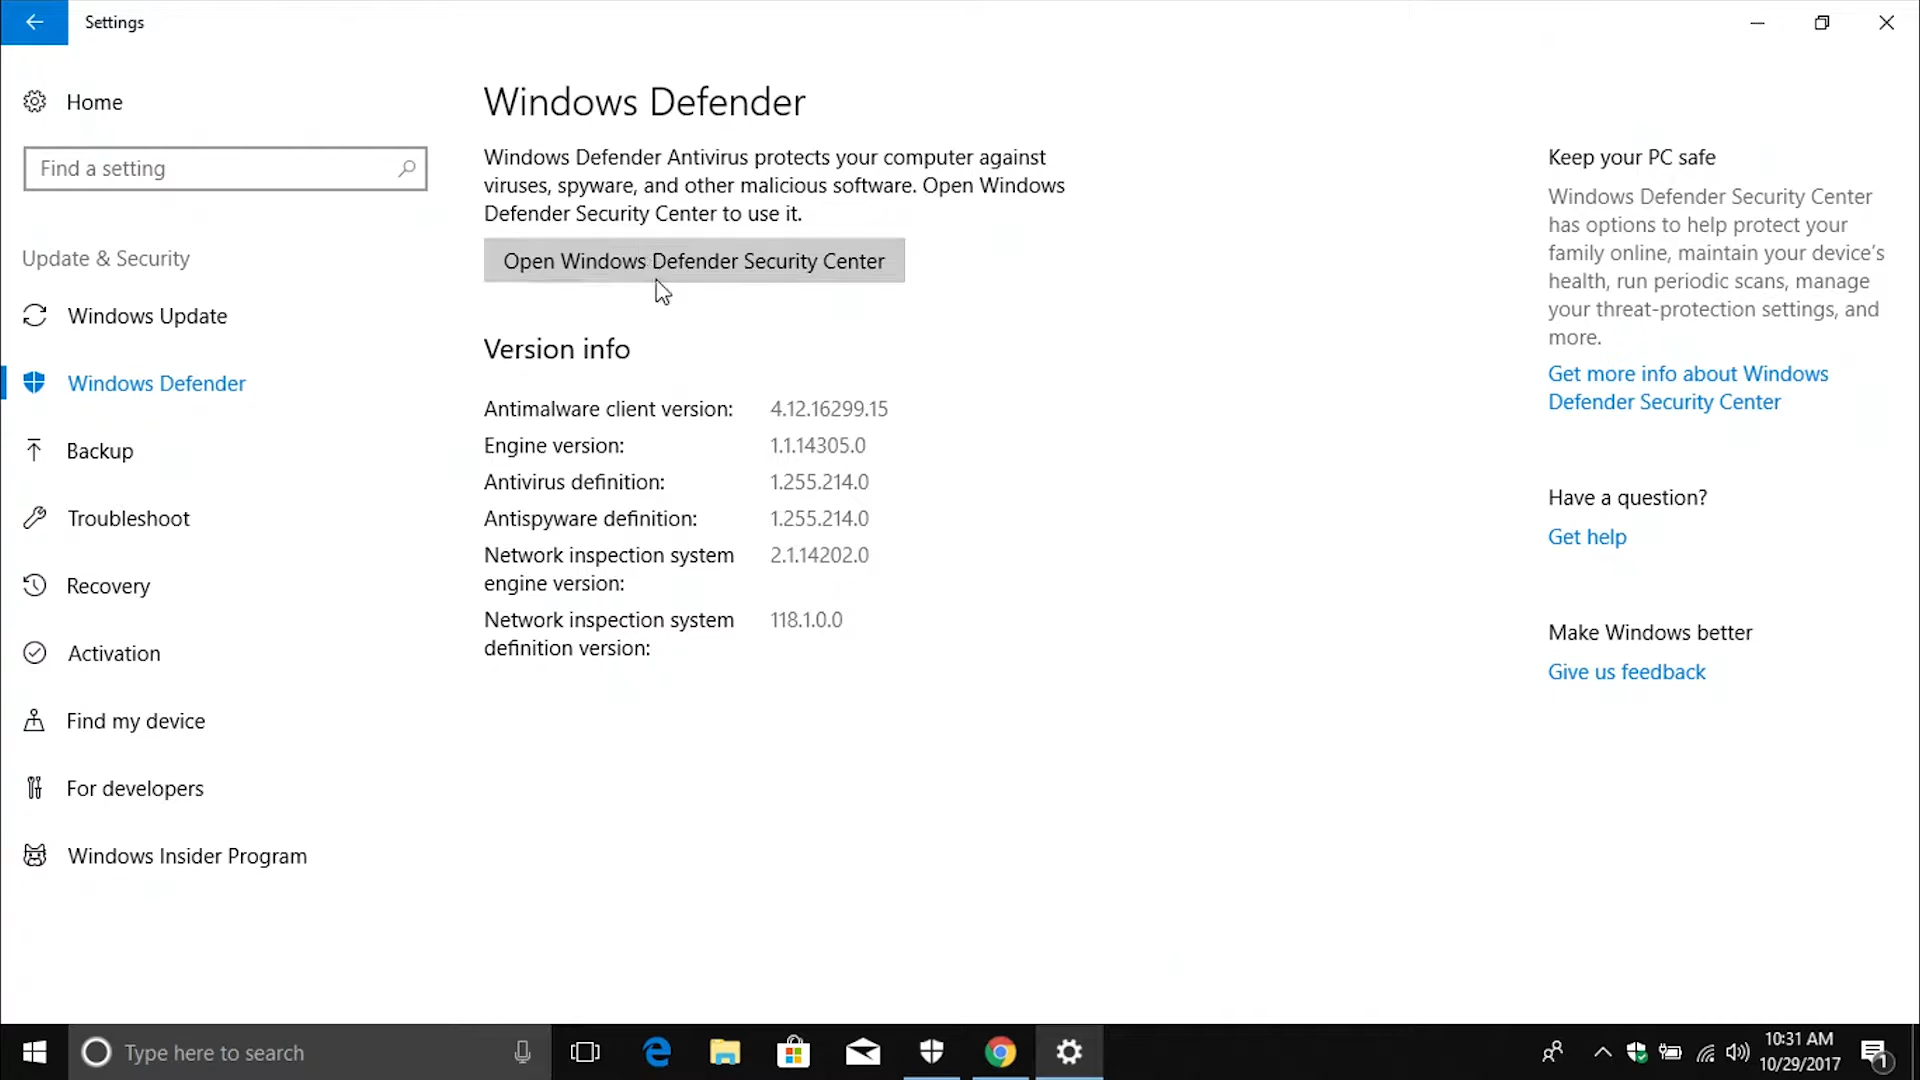 Settings
Home
Find a setting
Update & Security
Windows Update
Windows Defender
Backup
Troubleshoot
Recovery
Activation
Find my device
For developers
Windows Insider Program
Windows Defender
Windows Defender Antivirus protects your computer against
viruses, spyware, and other malicious software. Open Windows
Defender Security Center to use it.
Open Windows Defender Security Center
Version info
Antimalware client version: 4.12.16299.15
Engine version: 1.1.14305.0
Antivirus definition: 1.255.214.0
Antispyware definition: 1.255.214.0
Network inspection system 2.1.14202.0
engine version:
Network inspection system 118.1.0.0
definition version:
Keep your PC safe
Windows Defender Security Center
has options to help protect your
family online, maintain your device’s
health, run periodic scans, manage
your threat-protection settings, and
more.
Get more info about Windows
Defender Security Center
Have a question?
Get help
Make Windows better
Give us feedback
Type here to search
10:31 AM
10/29/2017
1